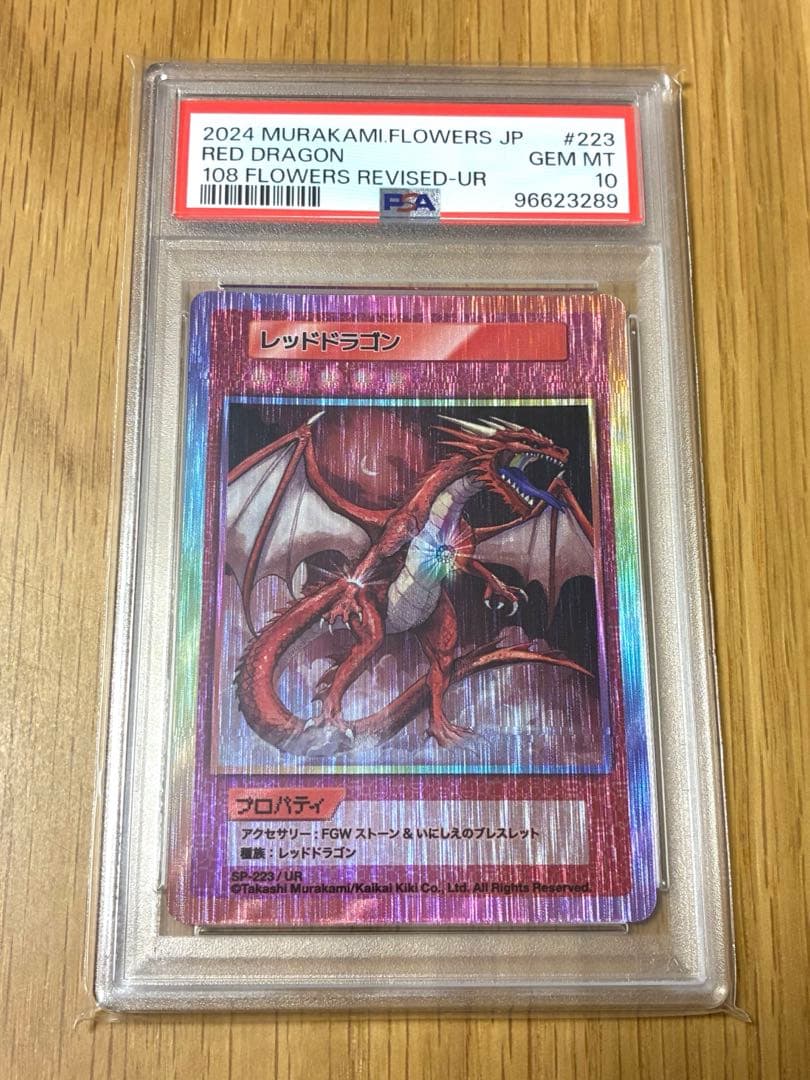 2024 MURAKAMI.FLOWERS JP #223
RED DRAGON GEM MT
108 FLOWERS REVISED-UR 10
PSA 96623289
レッドドラゴン
プロパティ
アクセサリー : FGW ストーン & いにしえのブレスレット
種族 : レッドドラゴン
SP-223 / UR
©Takashi Murakami/Kaikai Kiki Co., Ltd. All Rights Reserved.